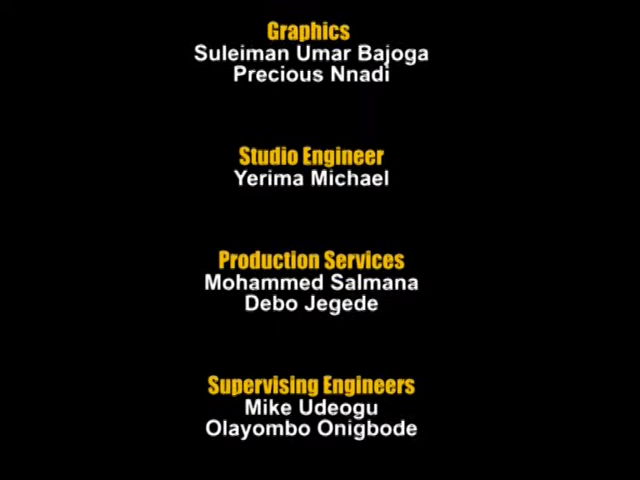 Graphics
Suleiman Umar Bajoga
Precious Nnadi
Studio Engineer
Yerima Michael
Production Services
Mohammed Salmana
Debo Jegede
Supervising Engineers
Mike Udeogu
Olayombo Onigbode